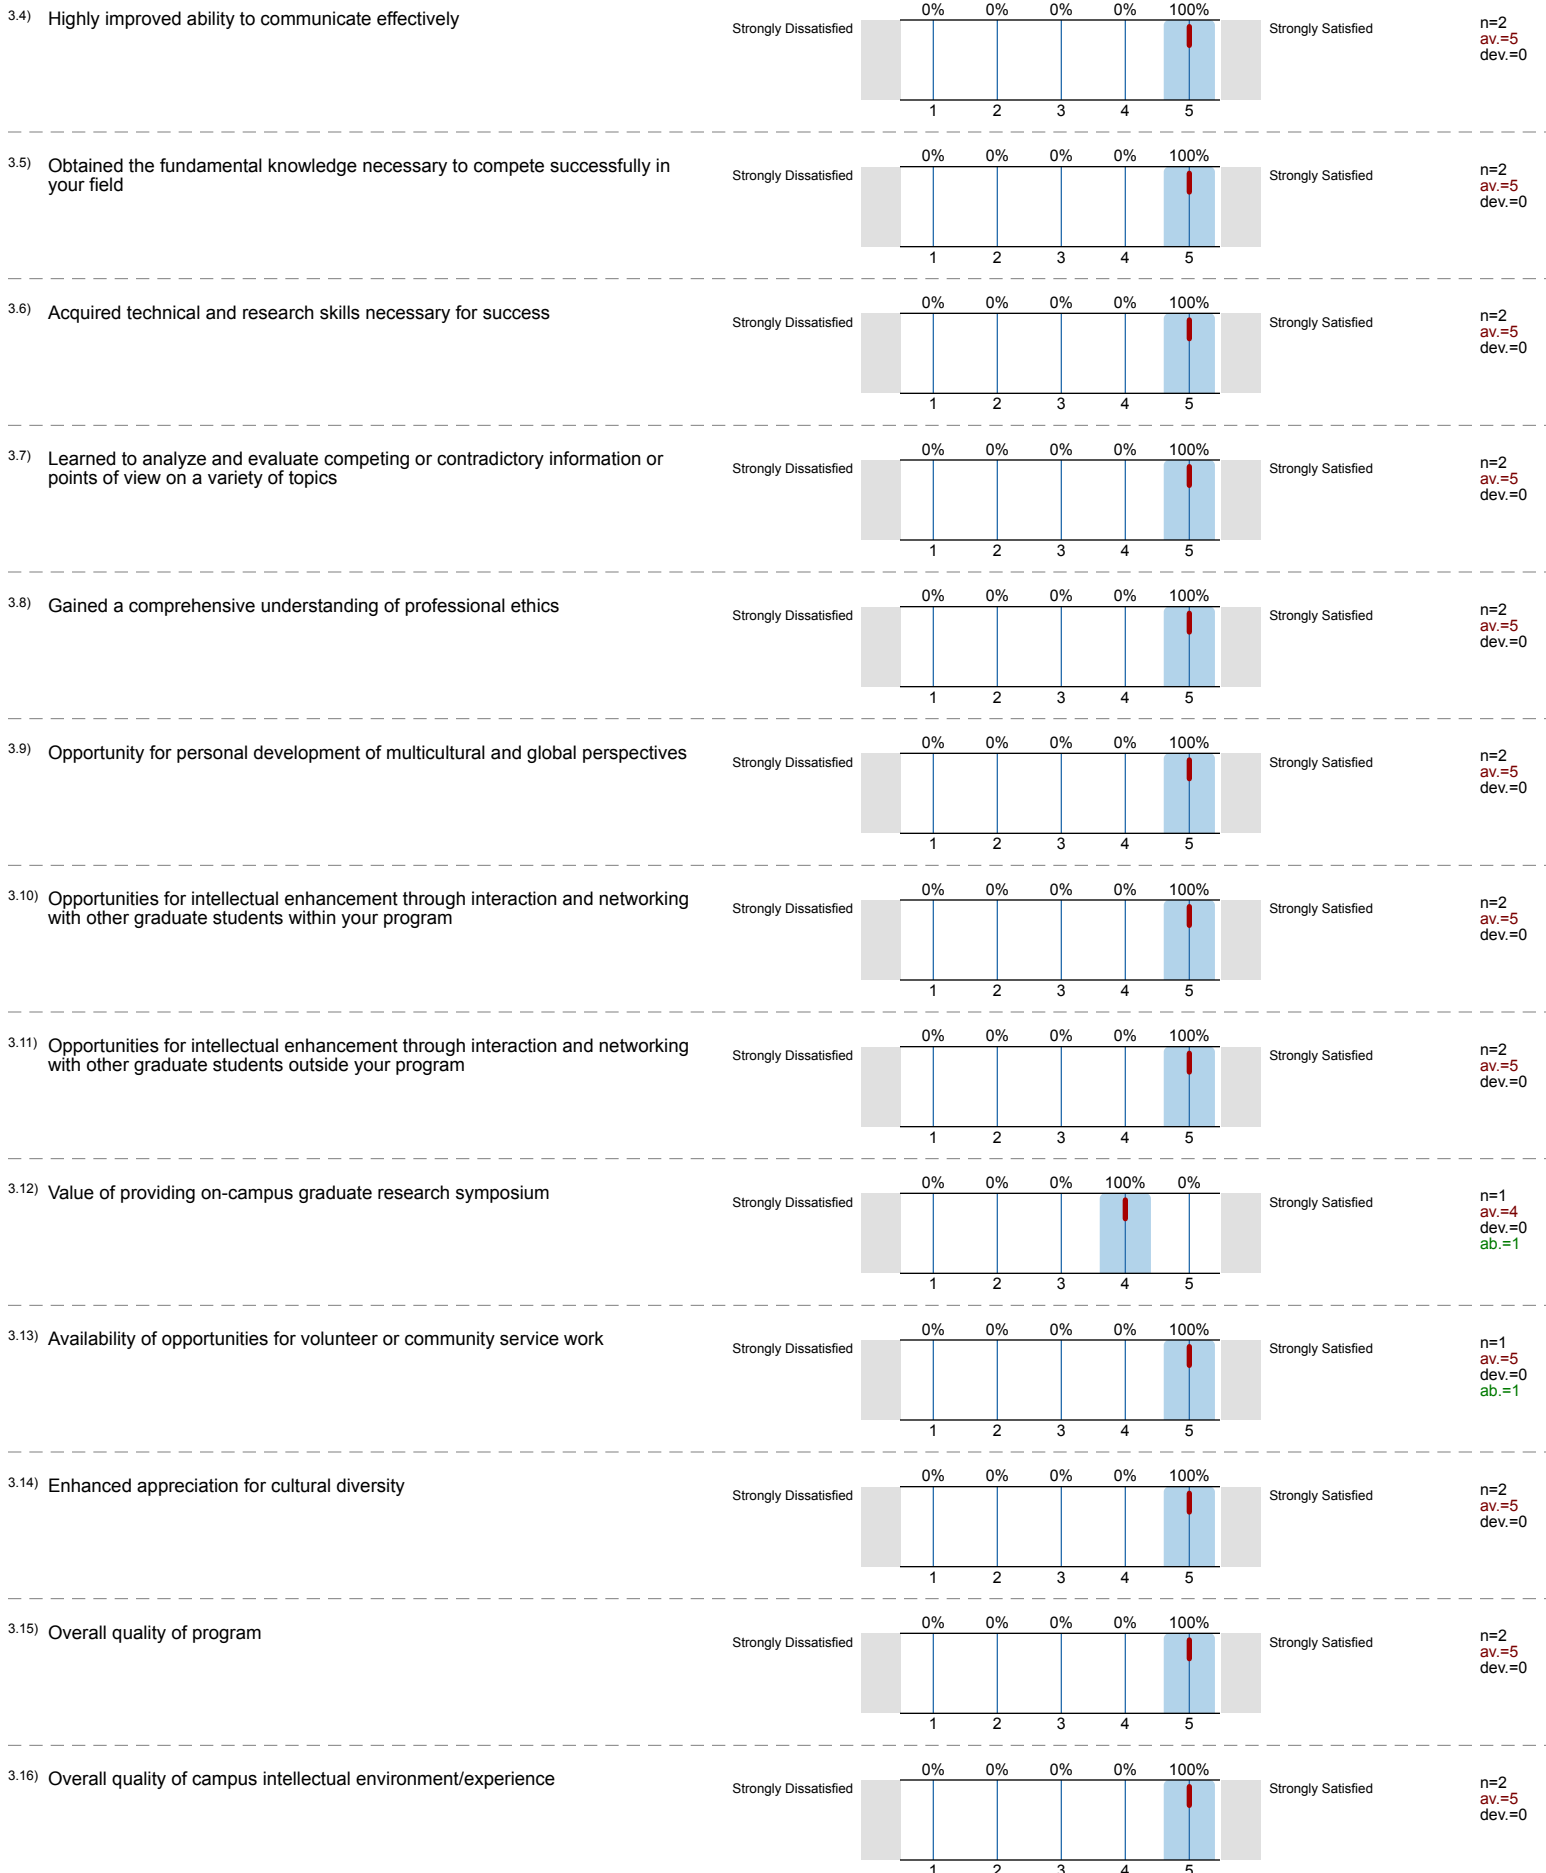 3.4) Highly improved ability to communicate effectively
Strongly Dissatisfied
0% 0% 0% 0% 100%
1 2 3 4 5
Strongly Satisfied
n=2
av.=5
dev.=0
3.5) Obtained the fundamental knowledge necessary to compete successfully in
your field
Strongly Dissatisfied
0% 0% 0% 0% 100%
1 2 3 4 5
Strongly Satisfied
n=2
av.=5
dev.=0
3.6) Acquired technical and research skills necessary for success
Strongly Dissatisfied
0% 0% 0% 0% 100%
1 2 3 4 5
Strongly Satisfied
n=2
av.=5
dev.=0
3.7) Learned to analyze and evaluate competing or contradictory information or
points of view on a variety of topics
Strongly Dissatisfied
0% 0% 0% 0% 100%
1 2 3 4 5
Strongly Satisfied
n=2
av.=5
dev.=0
3.8) Gained a comprehensive understanding of professional ethics
Strongly Dissatisfied
0% 0% 0% 0% 100%
1 2 3 4 5
Strongly Satisfied
n=2
av.=5
dev.=0
3.9) Opportunity for personal development of multicultural and global perspectives
Strongly Dissatisfied
0% 0% 0% 0% 100%
1 2 3 4 5
Strongly Satisfied
n=2
av.=5
dev.=0
3.10) Opportunities for intellectual enhancement through interaction and networking
with other graduate students within your program
Strongly Dissatisfied
0% 0% 0% 0% 100%
1 2 3 4 5
Strongly Satisfied
n=2
av.=5
dev.=0
3.11) Opportunities for intellectual enhancement through interaction and networking
with other graduate students outside your program
Strongly Dissatisfied
0% 0% 0% 0% 100%
1 2 3 4 5
Strongly Satisfied
n=2
av.=5
dev.=0
3.12) Value of providing on-campus graduate research symposium
Strongly Dissatisfied
0% 0% 0% 100% 0%
1 2 3 4 5
Strongly Satisfied
n=1
av.=4
dev.=0
ab.=1
3.13) Availability of opportunities for volunteer or community service work
Strongly Dissatisfied
0% 0% 0% 0% 100%
1 2 3 4 5
Strongly Satisfied
n=1
av.=5
dev.=0
ab.=1
3.14) Enhanced appreciation for cultural diversity
Strongly Dissatisfied
0% 0% 0% 0% 100%
1 2 3 4 5
Strongly Satisfied
n=2
av.=5
dev.=0
3.15) Overall quality of program
Strongly Dissatisfied
0% 0% 0% 0% 100%
1 2 3 4 5
Strongly Satisfied
n=2
av.=5
dev.=0
3.16) Overall quality of campus intellectual environment/experience
Strongly Dissatisfied
0% 0% 0% 0% 100%
1 2 3 4 5
Strongly Satisfied
n=2
av.=5
dev.=0